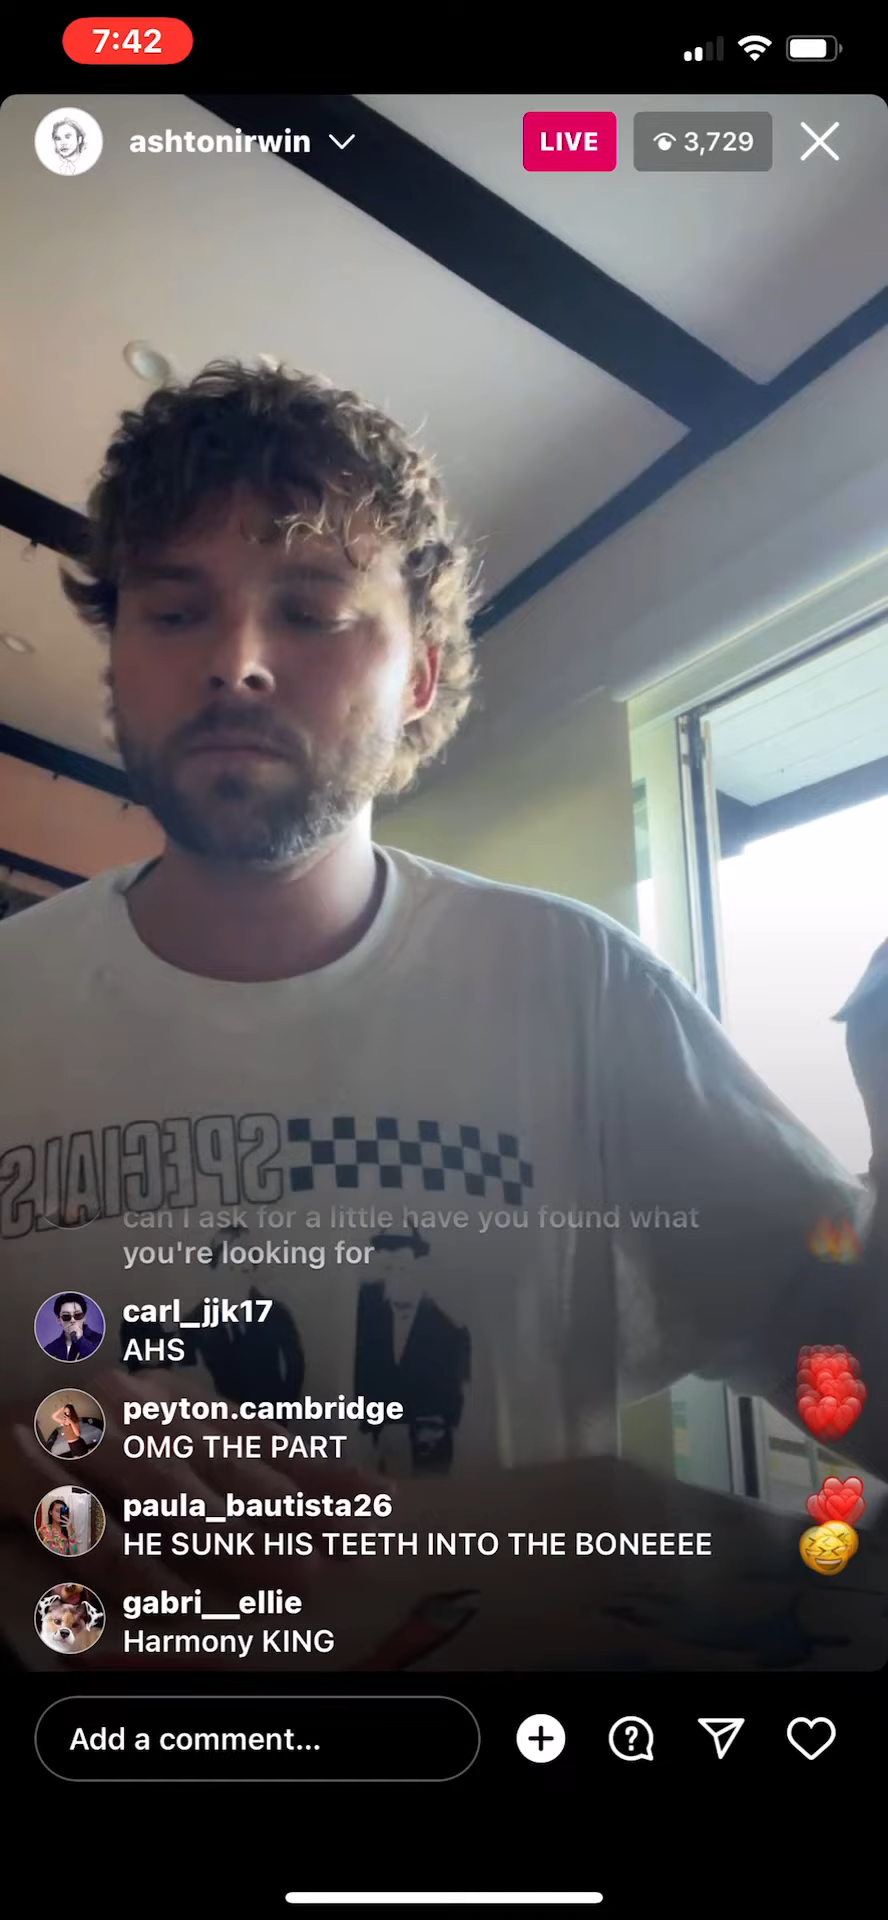 7:42
ashtonirwin
LIVE
3,729
SPECIALS
can I ask for a little have you found what
you're looking for
carl_jjk17
AHS
peyton.cambridge
OMG THE PART
paula_bautista26
HE SUNK HIS TEETH INTO THE BONEEEE
gabri__ellie
Harmony KING
Add a comment...